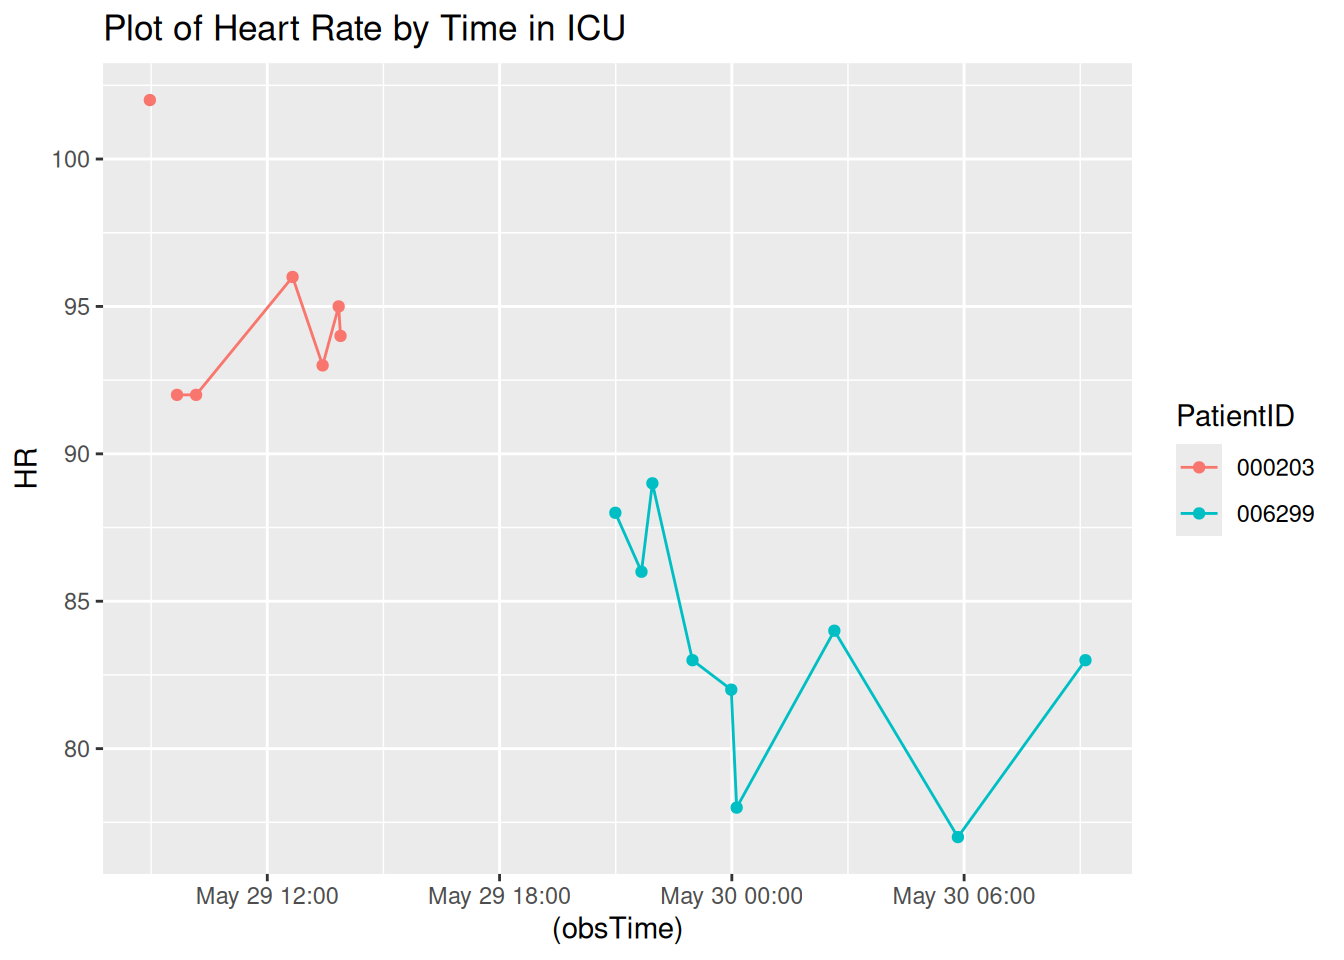 Plot of Heart Rate by Time in ICU
100
95
90
85
80
HR
May 29 12:00
May 29 18:00
May 30 00:00
May 30 06:00
(obsTime)
PatientID
000203
006299